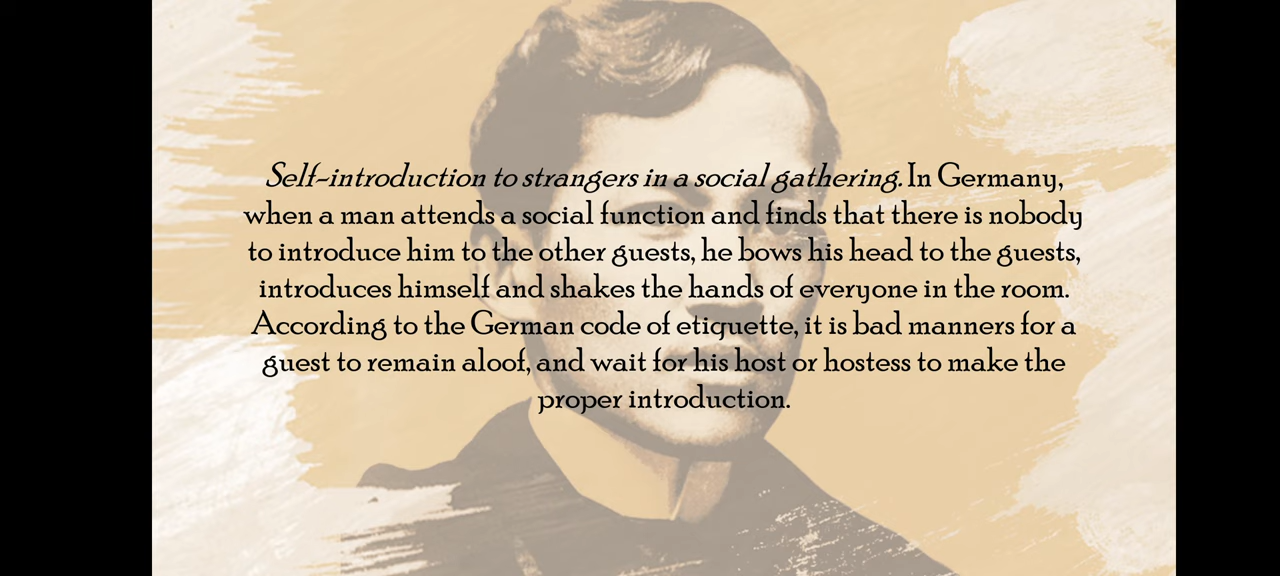 Self-introduction to strangers in a social gathering. In Germany,
when a man attends a social function and finds that there is nobody
to introduce him to the other guests, he bows his head to the guests,
introduces himself and shakes the hands of everyone in the room.
According to the German code of etiquette, it is bad manners for a
guest to remain aloof, and wait for his host or hostess to make the
proper introduction.